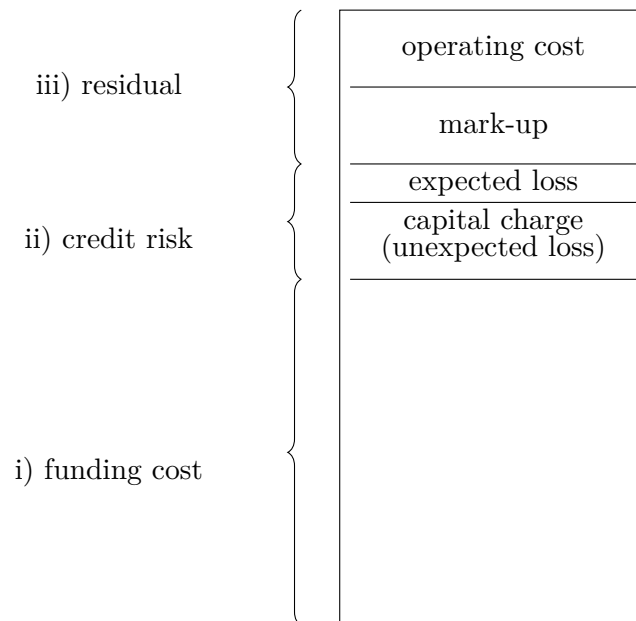 operating cost
iii) residual
mark-up
expected loss
ii) credit risk
capital charge
(unexpected loss)
i) funding cost